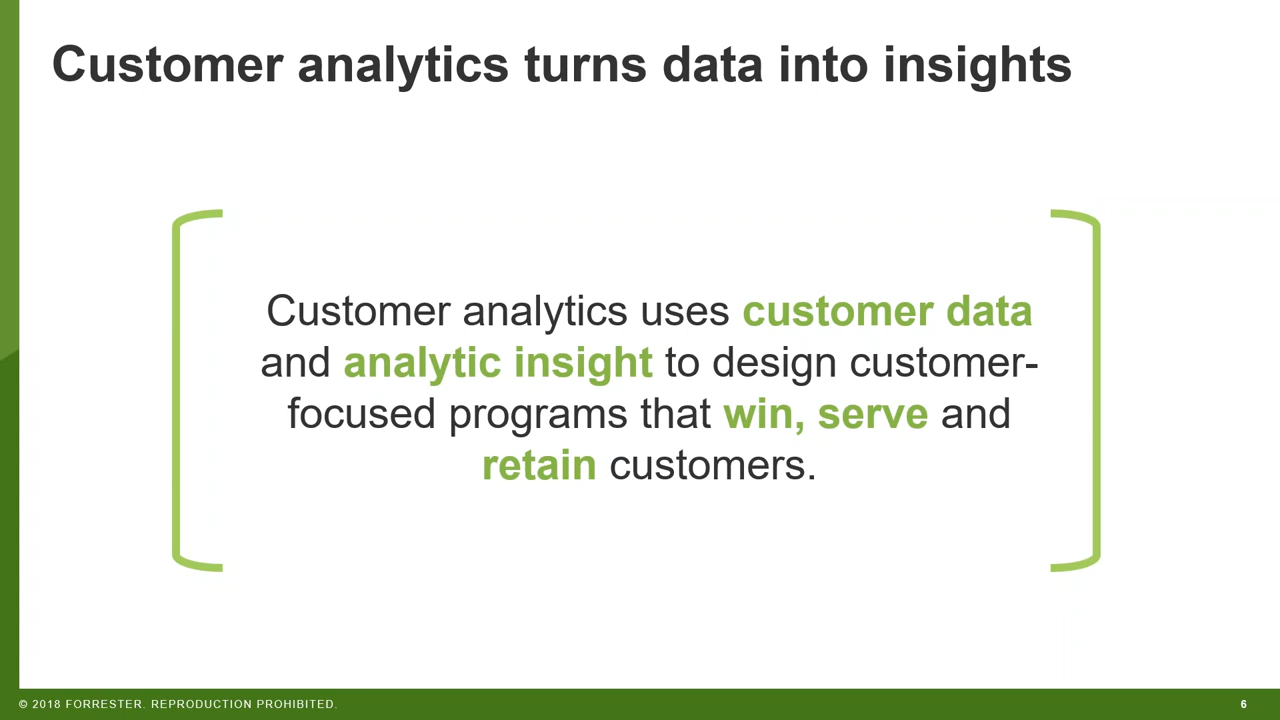 Customer analytics turns data into insights
Customer analytics uses customer data
and analytic insight to design customer-
focused programs that win, serve and
retain customers.
© 2018 FORRESTER. REPRODUCTION PROHIBITED.
6